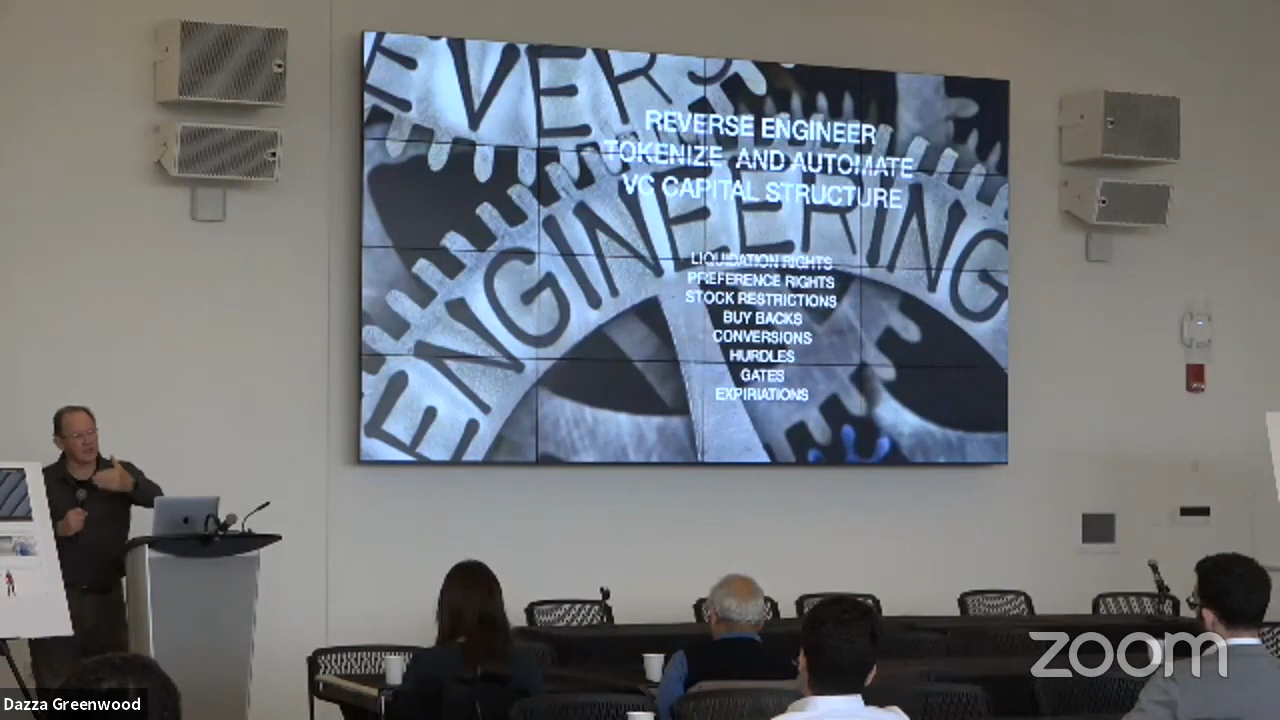 REVERSE ENGINEER
TOKENIZE AND AUTOMATE
VC CAPITAL STRUCTURE
ENGINEERING
LIQUIDATION RIGHTS
PREFERENCE RIGHTS
STOCK RESTRICTIONS
BUY BACKS
CONVERSIONS
HURDLES
GATES
EXPIRIATIONS
zoom
Dazza Greenwood